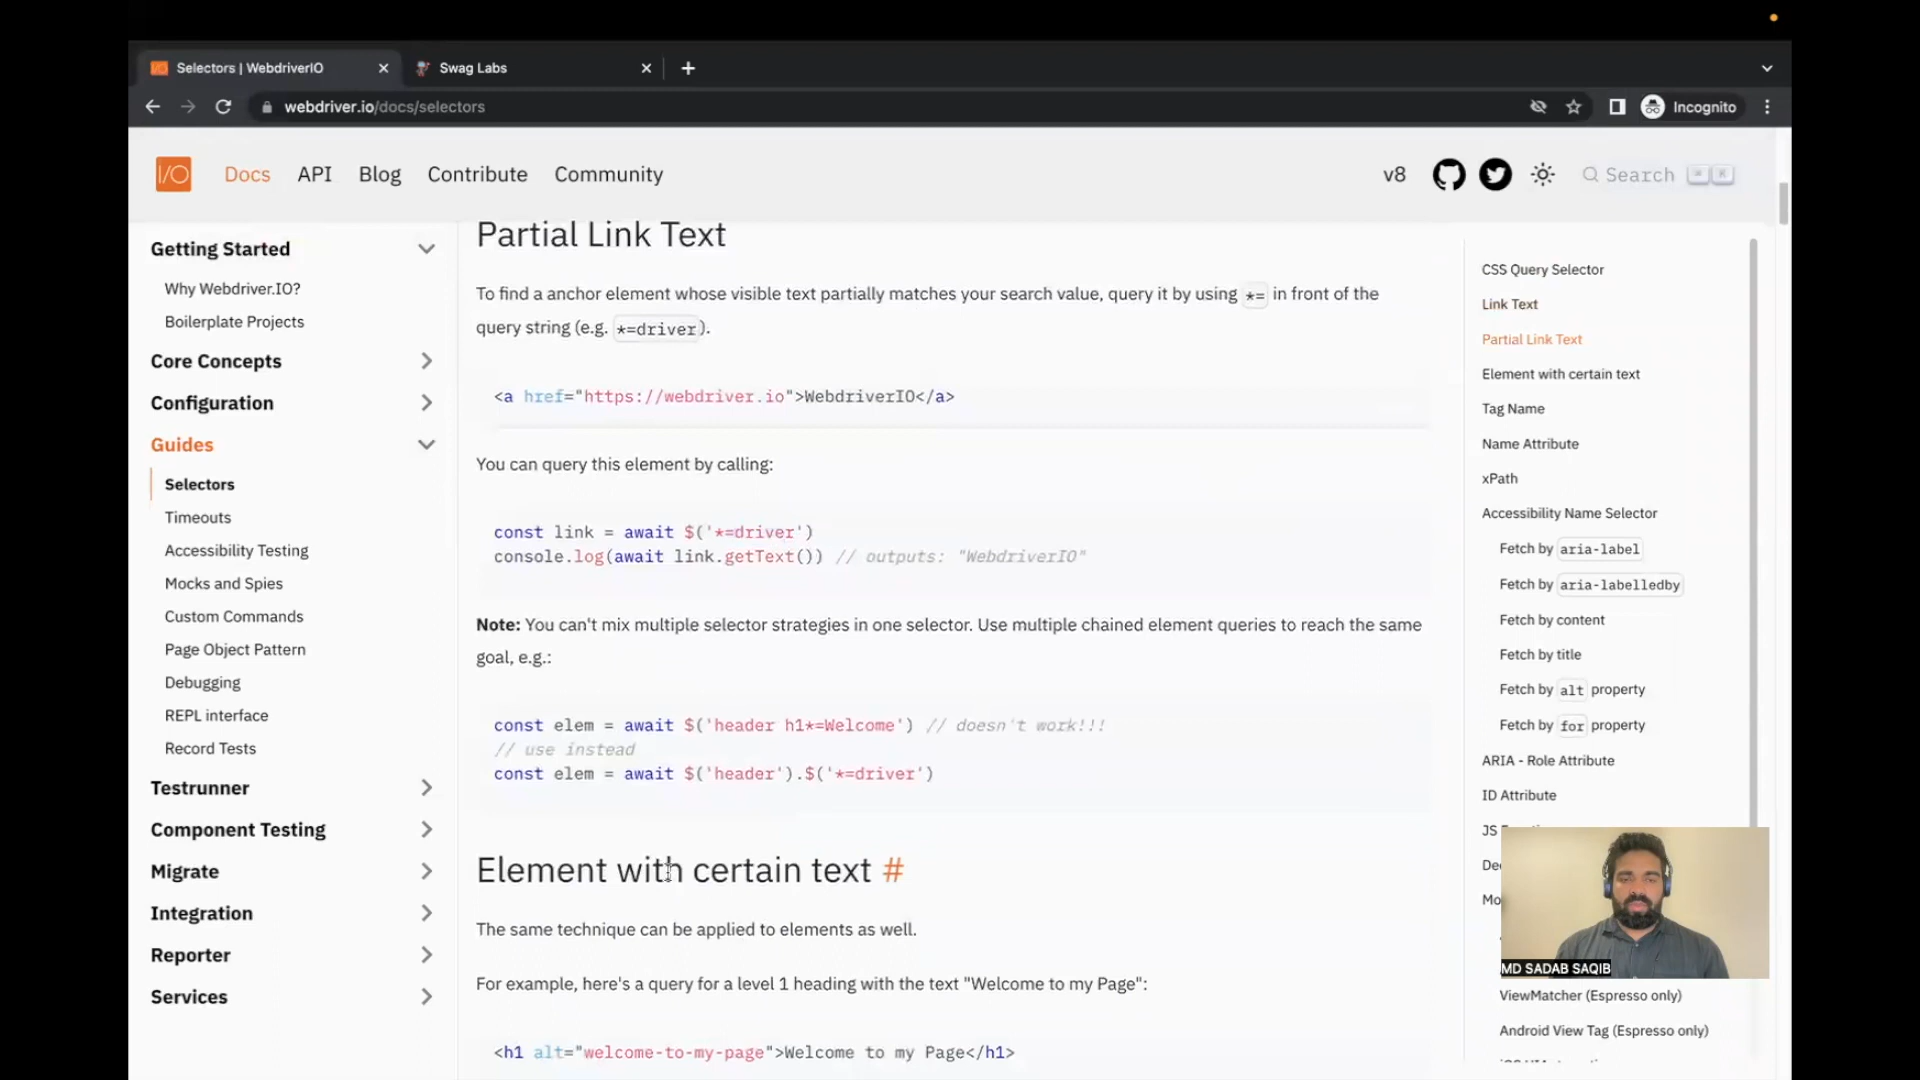 Selectors | WebdriverIO
Swag Labs
webdriver.io/docs/selectors
Incognito
I/O
Docs
API
Blog
Contribute
Community
v8
Search
⌘ K
Getting Started
Why Webdriver.IO?
Boilerplate Projects
Core Concepts
Configuration
Guides
Selectors
Timeouts
Accessibility Testing
Mocks and Spies
Custom Commands
Page Object Pattern
Debugging
REPL interface
Record Tests
Testrunner
Component Testing
Migrate
Integration
Reporter
Services
Partial Link Text
To find a anchor element whose visible text partially matches your search value, query it by using *= in front of the
query string (e.g. *=driver).
<a href="https://webdriver.io">WebdriverIO</a>
You can query this element by calling:
const link = await $('*=driver')
console.log(await link.getText()) // outputs: "WebdriverIO"
Note: You can't mix multiple selector strategies in one selector. Use multiple chained element queries to reach the same
goal, e.g.:
const elem = await $('header h1*=Welcome') // doesn't work!!!
// use instead
const elem = await $('header').$('*=driver')
Element with certain text #
The same technique can be applied to elements as well.
For example, here's a query for a level 1 heading with the text "Welcome to my Page":
<h1 alt="welcome-to-my-page">Welcome to my Page</h1>
CSS Query Selector
Link Text
Partial Link Text
Element with certain text
Tag Name
Name Attribute
xPath
Accessibility Name Selector
Fetch by aria-label
Fetch by aria-labelledby
Fetch by content
Fetch by title
Fetch by alt property
Fetch by for property
ARIA - Role Attribute
ID Attribute
JS
De
Mo
MD SADAB SAQIB
ViewMatcher (Espresso only)
Android View Tag (Espresso only)